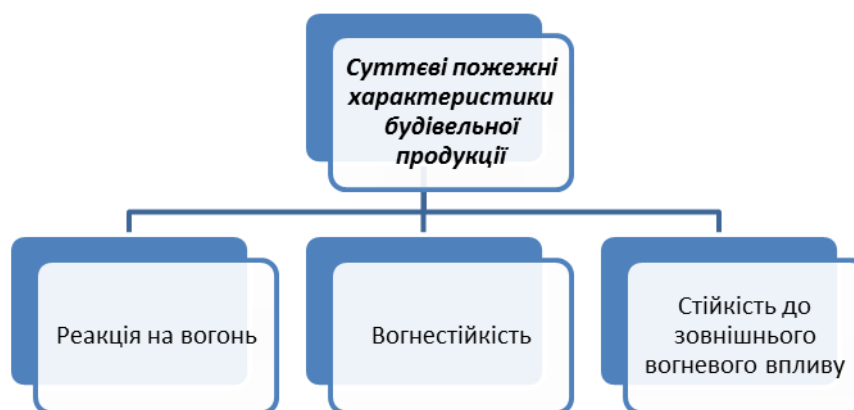 Суттєві пожежні
характеристики
будівельної
продукції
Реакція на вогонь
Вогнестійкість
Стійкість до
зовнішнього
вогневого впливу